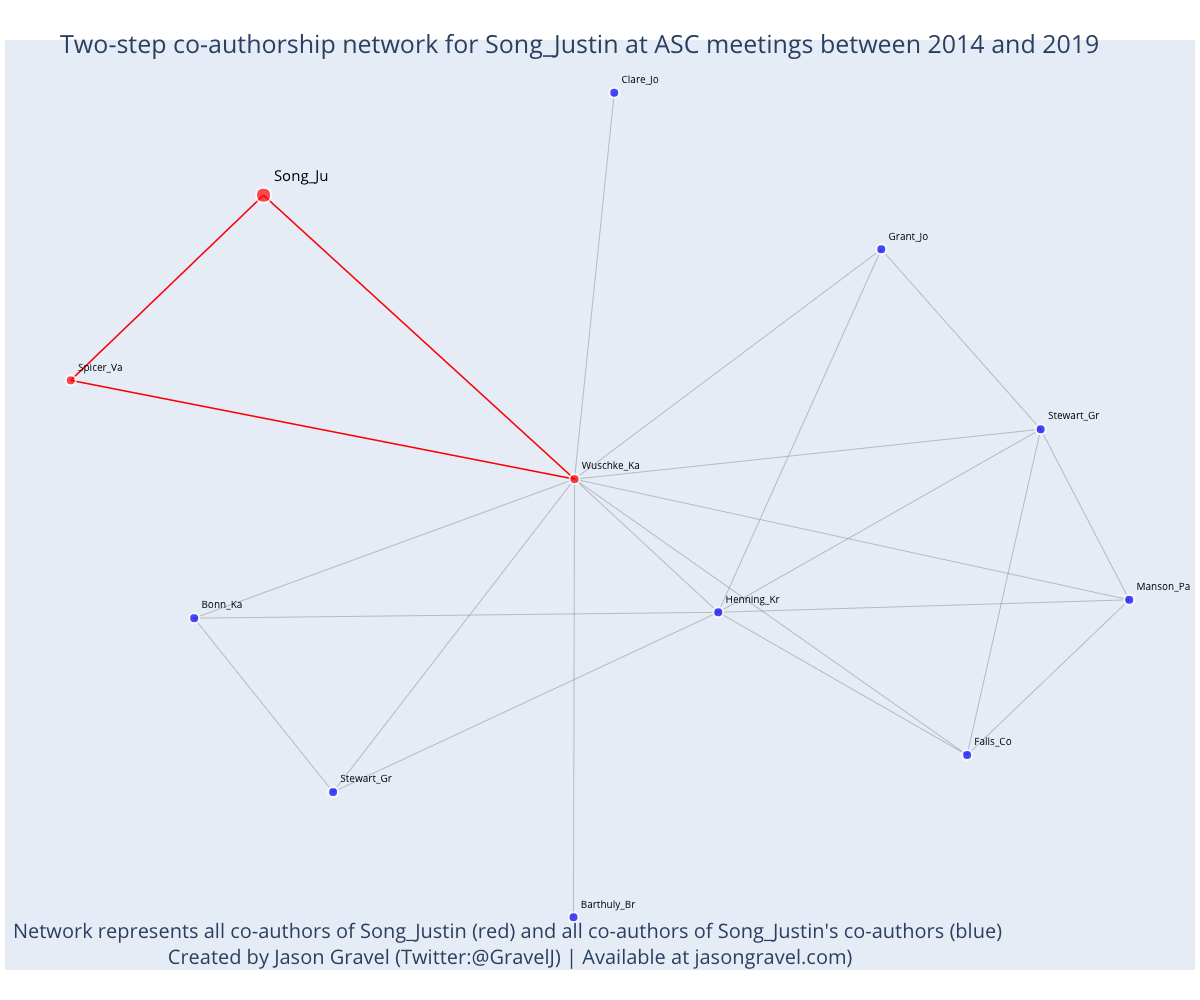 Two-step co-authorship network for Song_Justin at ASC meetings between 2014 and 2019
Clare_Jo
Song_Ju
Grant_Jo
Spicer_Va
Stewart_Gr
Wuschke_Ka
Manson_Pa
Henning_Kr
Bonn_Ka
Falls_Co
Stewart_Gr
Barthuly_Br
Network represents all co-authors of Song_Justin (red) and all co-authors of Song_Justin's co-authors (blue)
Created by Jason Gravel (Twitter:@GravelJ) | Available at jasongravel.com)